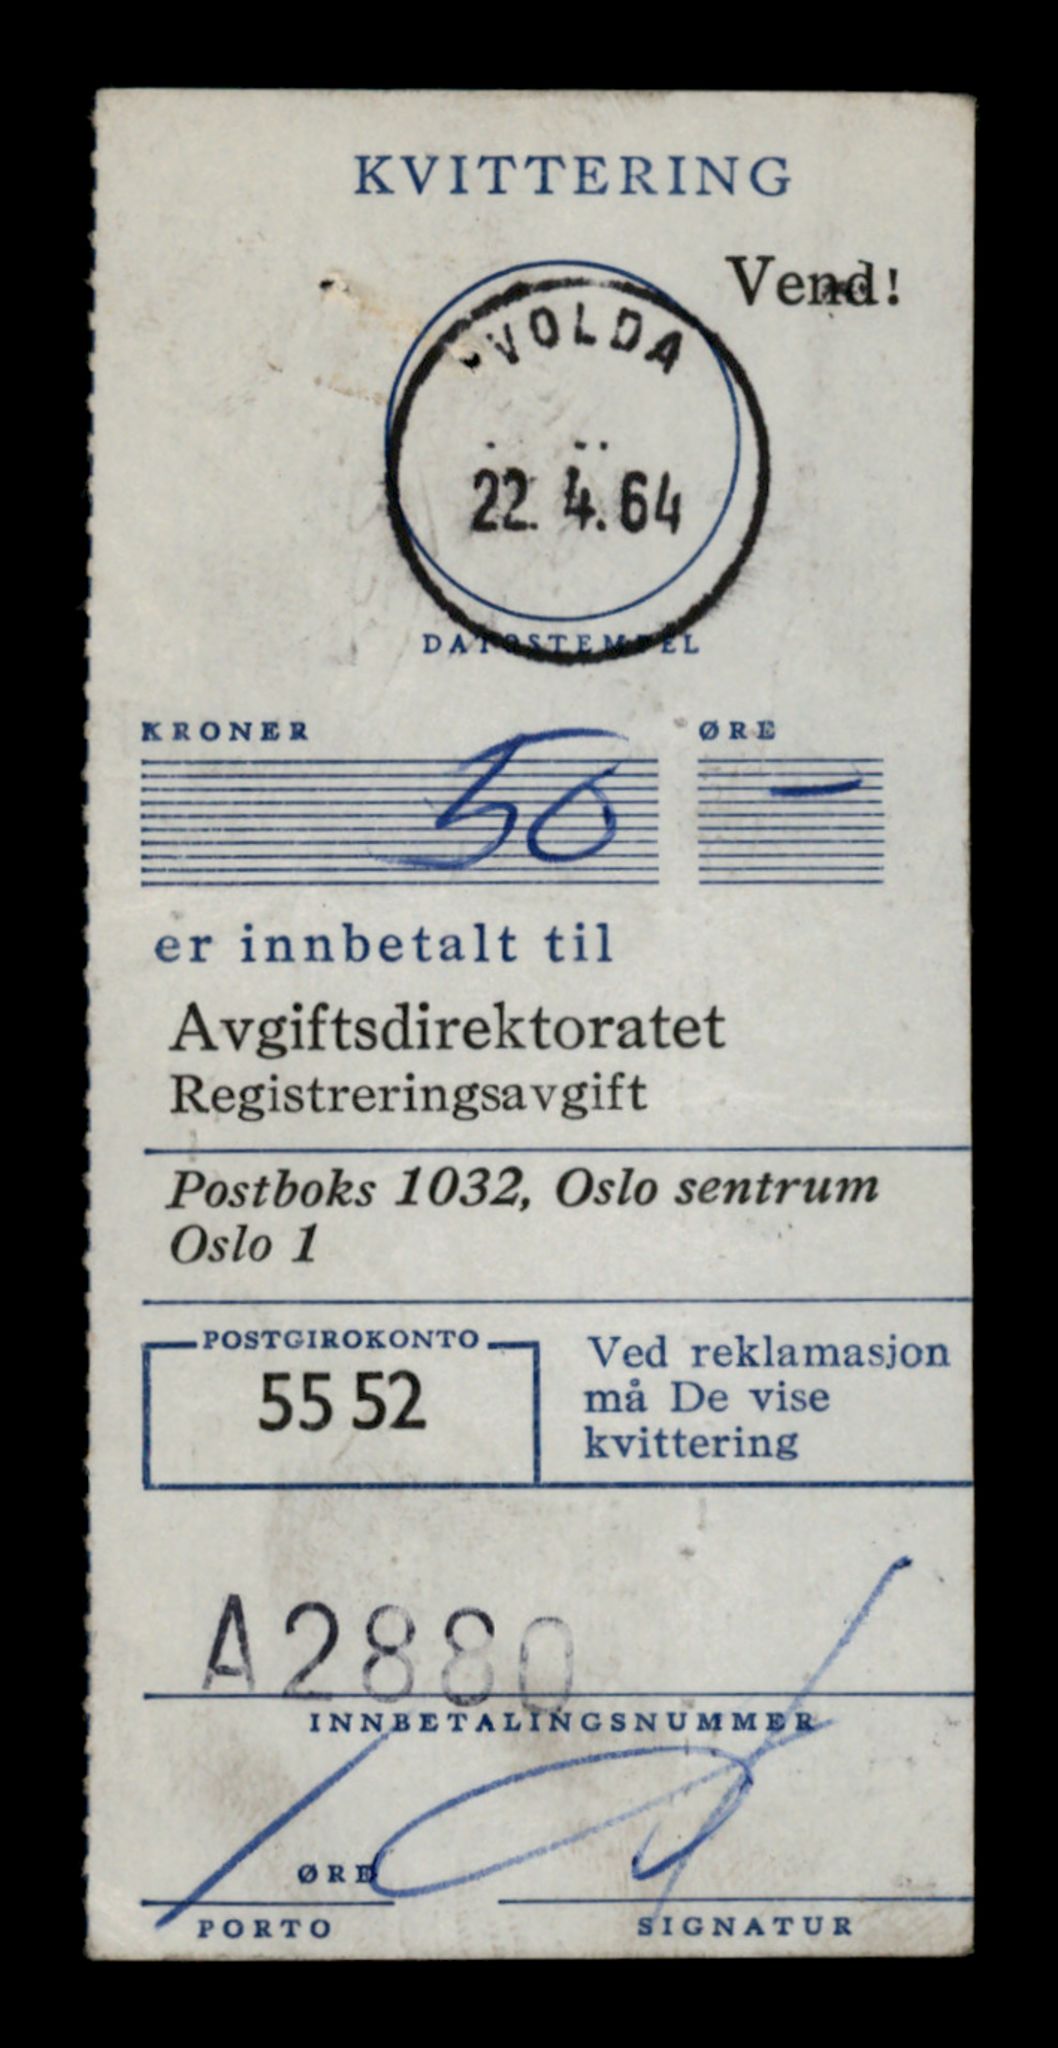 KVITTERING
Vend!
VOLDA
22. 4. 64
DATOSTEMPEL
KRONER ØRE
50 —
er innbetalt til
Avgiftsdirektoratet
Registreringsavgift
Postboks 1032, Oslo sentrum
Oslo 1
POSTGIROKONTO
55 52
Ved reklamasjon
må De vise
kvittering
A2880
INNBETALINGSNUMMER
ØRE
PORTO SIGNATUR